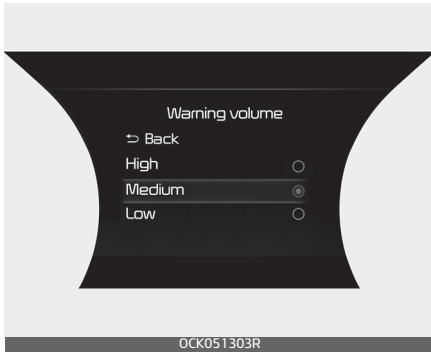 Warning volume
Back
High
Medium
Low
OCK051303R